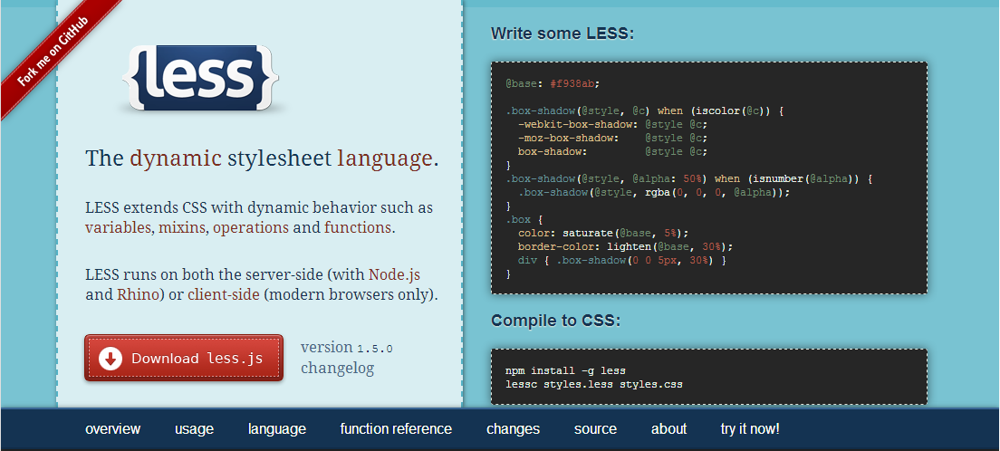 Fork me on GitHub
{less}
The dynamic stylesheet language.
LESS extends CSS with dynamic behavior such as
variables, mixins, operations and functions.
LESS runs on both the server-side (with Node.js
and Rhino) or client-side (modern browsers only).
Download less.js
version 1.5.0
changelog
Write some LESS:
@base: #f938ab;
.box-shadow(@style, @c) when (iscolor(@c)) {
  -webkit-box-shadow: @style @c;
  -moz-box-shadow:    @style @c;
  box-shadow:         @style @c;
}
.box-shadow(@style, @alpha: 50%) when (isnumber(@alpha)) {
  .box-shadow(@style, rgba(0, 0, 0, @alpha));
}
.box {
  color: saturate(@base, 5%);
  border-color: lighten(@base, 30%);
  div { .box-shadow(0 0 5px, 30%) }
}
Compile to CSS:
npm install -g less
lessc styles.less styles.css
overview usage language function reference changes source about try it now!